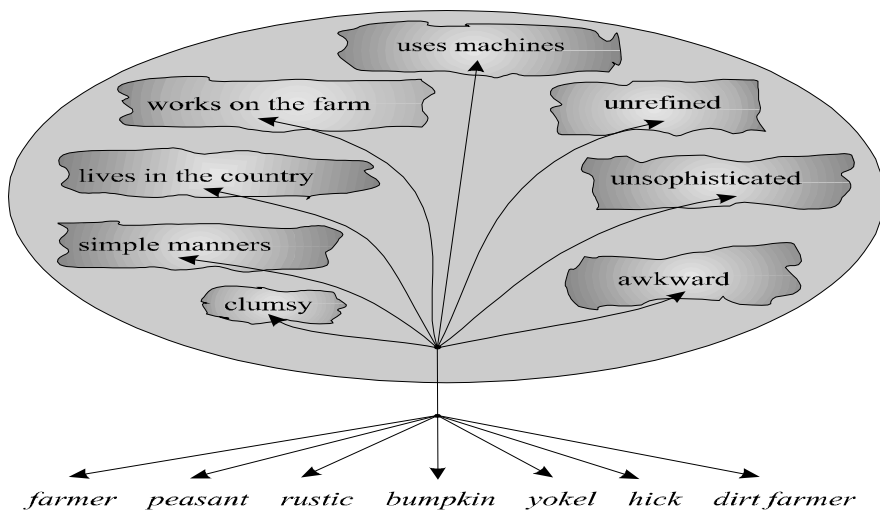 uses machines
works on the farm
unrefined
lives in the country
unsophisticated
simple manners
awkward
clumsy
farmer peasant rustic bumpkin yokel hick dirt farmer